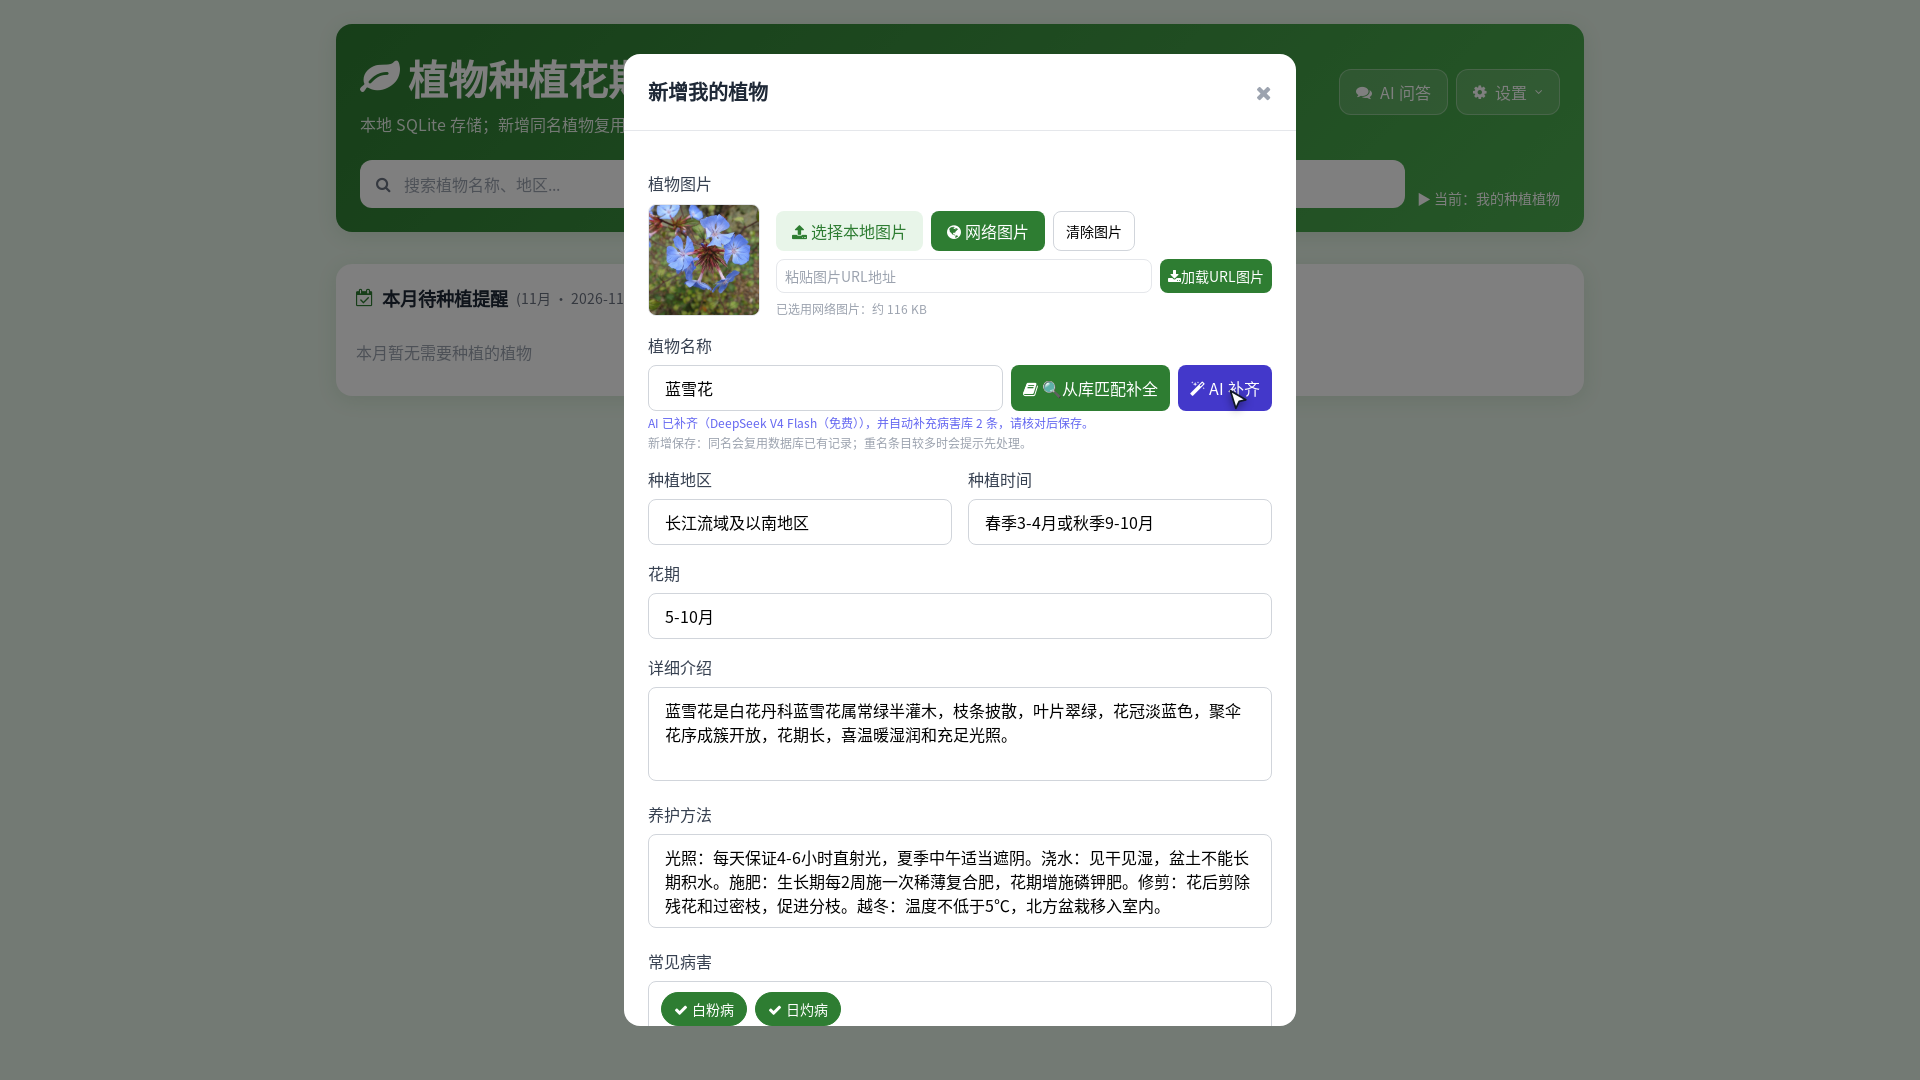 植物种植花期
本地 SQLite 存储；新增同名植物复用
AI 问答
设置
搜索植物名称、地区...
▶ 当前：我的种植植物
本月待种植提醒 (11月 · 2026-11
本月暂无需要种植的植物
新增我的植物
植物图片
选择本地图片
网络图片
清除图片
粘贴图片URL地址
加载URL图片
已选用网络图片：约 116 KB
植物名称
蓝雪花
🔍从库匹配补全
AI 补齐
AI 已补齐（DeepSeek V4 Flash（免费）），并自动补充病害库 2 条，请核对后保存。
新增保存：同名会复用数据库已有记录；重名条目较多时会提示先处理。
种植地区
种植时间
长江流域及以南地区
春季3-4月或秋季9-10月
花期
5-10月
详细介绍
蓝雪花是白花丹科蓝雪花属常绿半灌木，枝条披散，叶片翠绿，花冠淡蓝色，聚伞
花序成簇开放，花期长，喜温暖湿润和充足光照。
养护方法
光照：每天保证4-6小时直射光，夏季中午适当遮阴。浇水：见干见湿，盆土不能长
期积水。施肥：生长期每2周施一次稀薄复合肥，花期增施磷钾肥。修剪：花后剪除
残花和过密枝，促进分枝。越冬：温度不低于5℃，北方盆栽移入室内。
常见病害
白粉病
日灼病